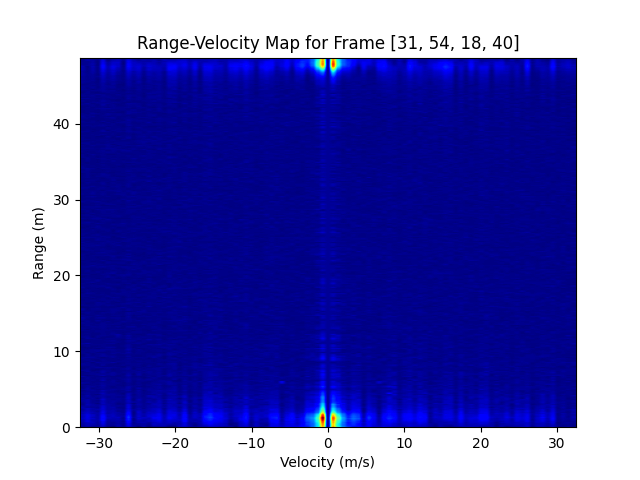 Range-Velocity Map for Frame [31, 54, 18, 40]
40
30
20
10
0
Range (m)
−30 −20 −10 0 10 20 30
Velocity (m/s)